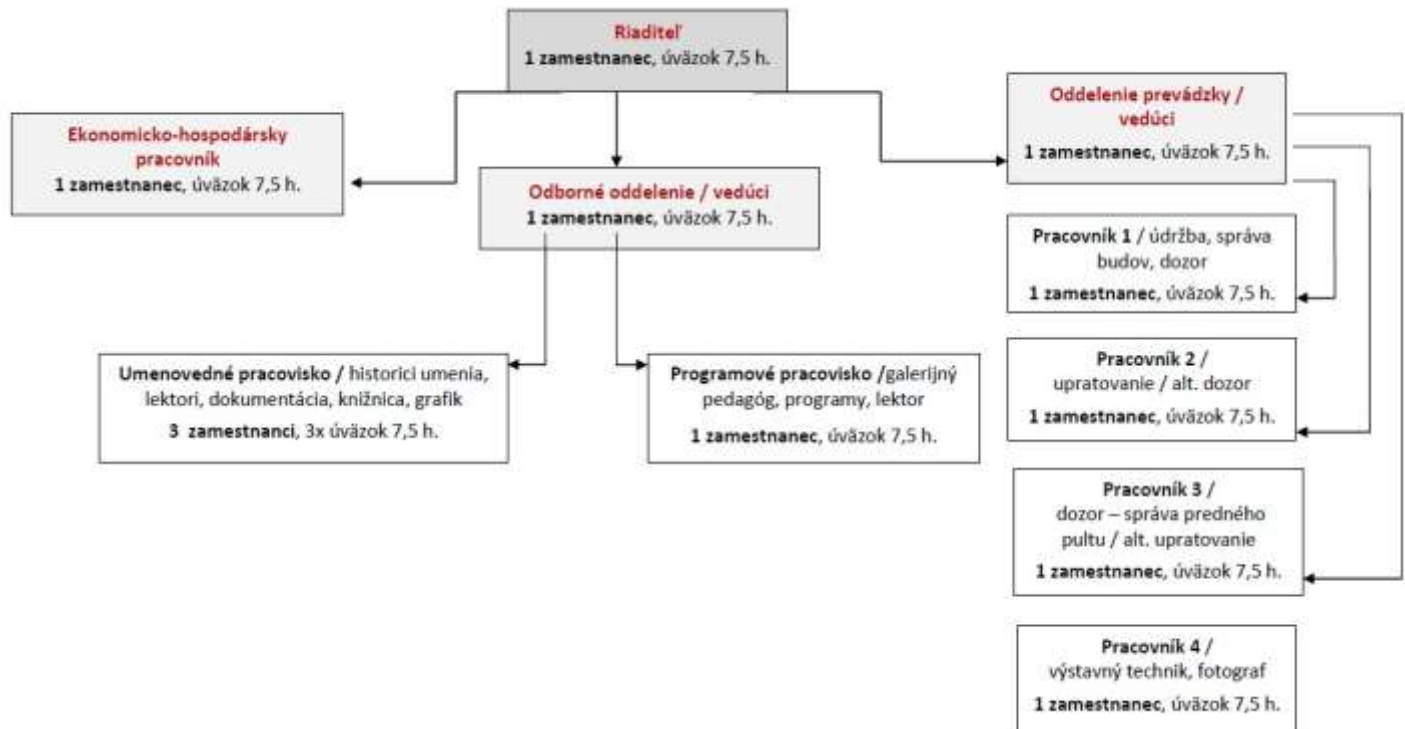 Riaditeľ
1 zamestnanec, úväzok 7,5 h.
Ekonomicko-hospodársky
pracovník
1 zamestnanec, úväzok 7,5 h.
Odborné oddelenie / vedúci
1 zamestnanec, úväzok 7,5 h.
Umenovedné pracovisko / historici umenia,
lektori, dokumentácia, knižnica, grafik
3 zamestnanci, 3x úväzok 7,5 h.
Programové pracovisko /galerijný
pedagóg, programy, lektor
1 zamestnanec, úväzok 7,5 h.
Oddelenie prevádzky /
vedúci
1 zamestnanec, úväzok 7,5 h.
Pracovník 1 / údržba, správa
budov, dozor
1 zamestnanec, úväzok 7,5 h.
Pracovník 2 /
upratovanie / alt. dozor
1 zamestnanec, úväzok 7,5 h.
Pracovník 3 /
dozor – správa predného
pultu / alt. upratovanie
1 zamestnanec, úväzok 7,5 h.
Pracovník 4 /
výstavný technik, fotograf
1 zamestnanec, úväzok 7,5 h.